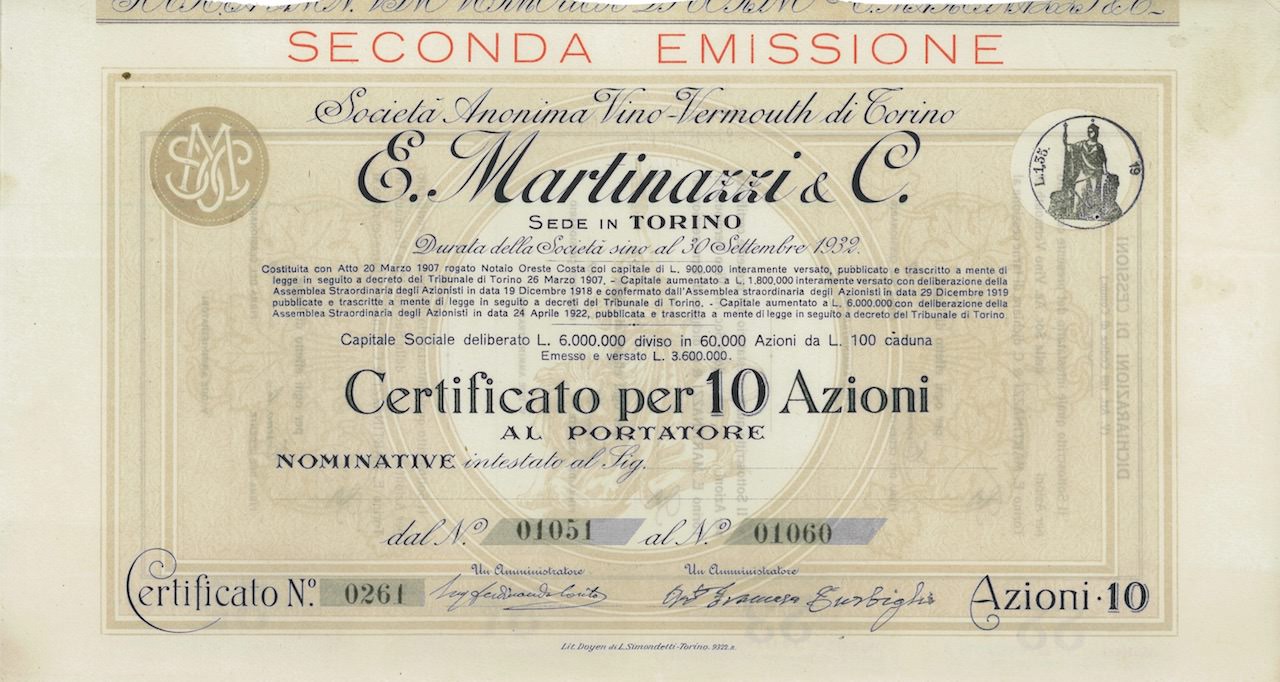 SECONDA EMISSIONE
Società Anonima Vino-Vermouth di Torino
E. Martinazzi & C.
L.1,35.
19
SEDE IN TORINO
Durata della Società sino al 30 Settembre 1932.
Costituita con Atto 20 Marzo 1907 rogato Notaio Oreste Costa col capitale di L. 900.000 interamente versato, pubblicato e trascritto a mente di
legge in seguito a decreto del Tribunale di Torino 26 Marzo 1907. - Capitale aumentato a L. 1,800,000 interamente versato con deliberazione della
Assemblea Straordinaria degli Azionisti in data 19 Dicembre 1918 e confermato dall'Assemblea straordinaria degli Azionisti in data 29 Dicembre 1919
pubblicate e trascritte a mente di legge in seguito a decreti del Tribunale di Torino. - Capitale aumentato a L. 6,000.000 con deliberazione della
Assemblea Straordinaria degli Azionisti in data 24 Aprile 1922, pubblicata e trascritta a mente di legge in seguito a decreto del Tribunale di Torino
Capitale Sociale deliberato L. 6.000.000 diviso in 60,000 Azioni da L. 100 caduna
Emesso e versato L. 3.600.000.
Certificato per 10 Azioni
AL PORTATORE
NOMINATIVE intestato al Sig.
dal N.º 01051 al N.º 01060
Un Amministratore Un Amministratore
Certificato N.º 0261
Azioni · 10
Lit. Doyen di L. Simondetti-Torino. 9322. B.